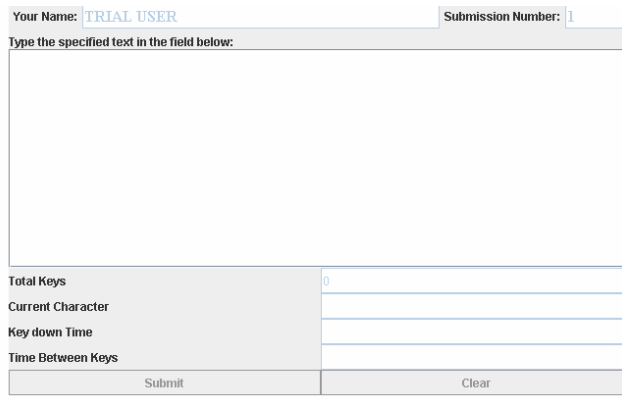 Your Name: TRIAL USER Submission Number: 1
Type the specified text in the field below:
Total Keys 0
Current Character
Key down Time
Time Between Keys
Submit Clear